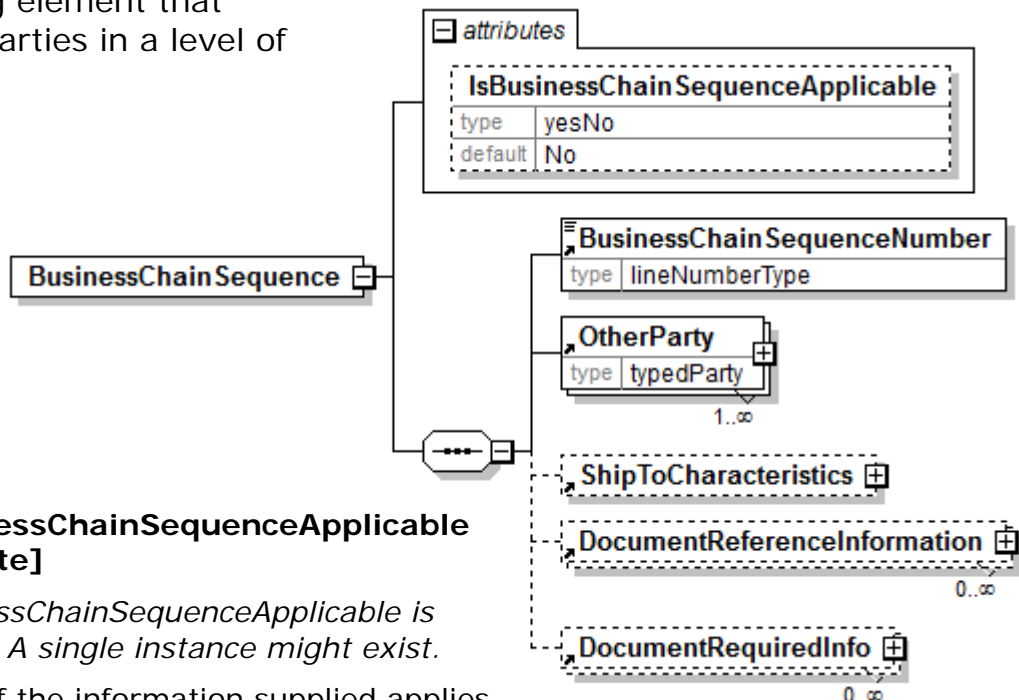 element that
arties in a level of
attributes
IsBusinessChainSequenceApplicable
type yesNo
default No
BusinessChainSequence
BusinessChainSequenceNumber
type lineNumberType
OtherParty
type typedParty
1..∞
ShipToCharacteristics
DocumentReferenceInformation
0..∞
DocumentRequiredInfo
0..∞
essChainSequenceApplicable
te]
ssChainSequenceApplicable is
A single instance might exist.
f the information supplied applies